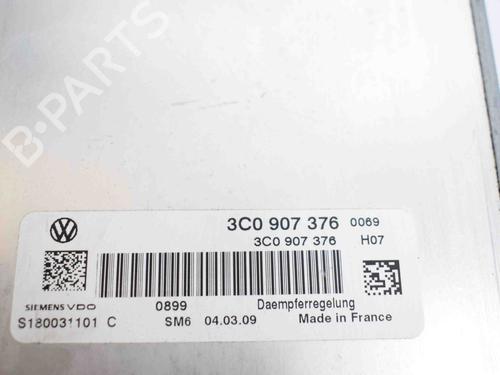 B-PARTS
3C0 907 376 0069
3C0 907 376 H07
SIEMENS VDO 0899 Daempferregelung
S180031101 C SM6 04.03.09 Made in France